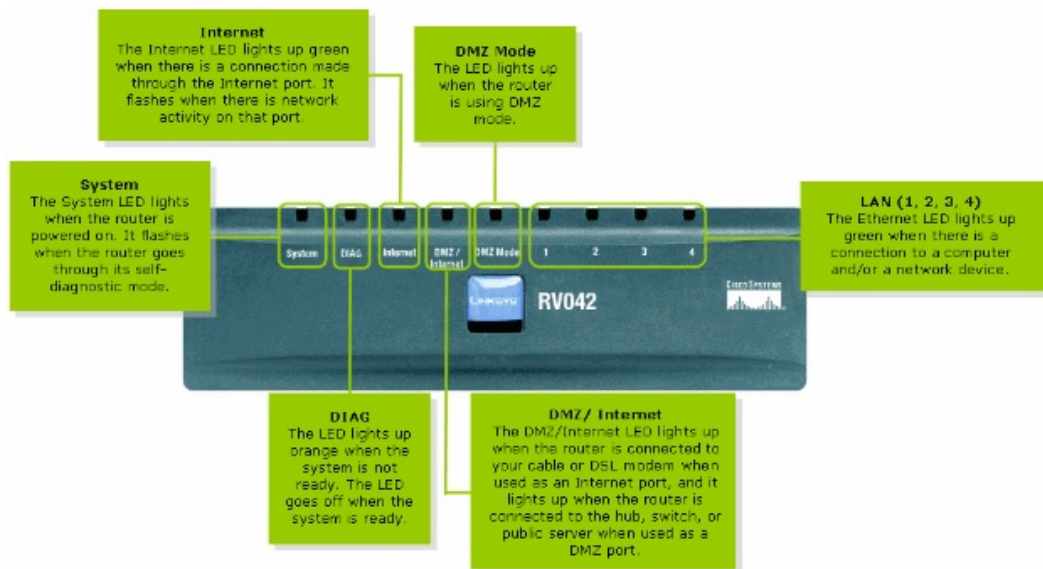 Internet
The Internet LED lights up green
when there is a connection made
through the Internet port. It
flashes when there is network
activity on that port.
DMZ Mode
The LED lights up
when the router
is using DMZ
mode.
System
The System LED lights
when the router is
powered on. It flashes
when the router goes
through its self-
diagnostic mode.
LAN (1, 2, 3, 4)
The Ethernet LED lights up
green when there is a
connection to a computer
and/or a network device.
System
DIAG
Internet
DMZ /
Internet
DMZ Mode
1 2 3 4
LINKSYS
RV042
CISCO SYSTEMS
DIAG
The LED lights up
orange when the
system is not
ready. The LED
goes off when the
system is ready.
DMZ/ Internet
The DMZ/Internet LED lights up
when the router is connected to
your cable or DSL modem when
used as an Internet port, and it
lights up when the router is
connected to the hub, switch, or
public server when used as a
DMZ port.